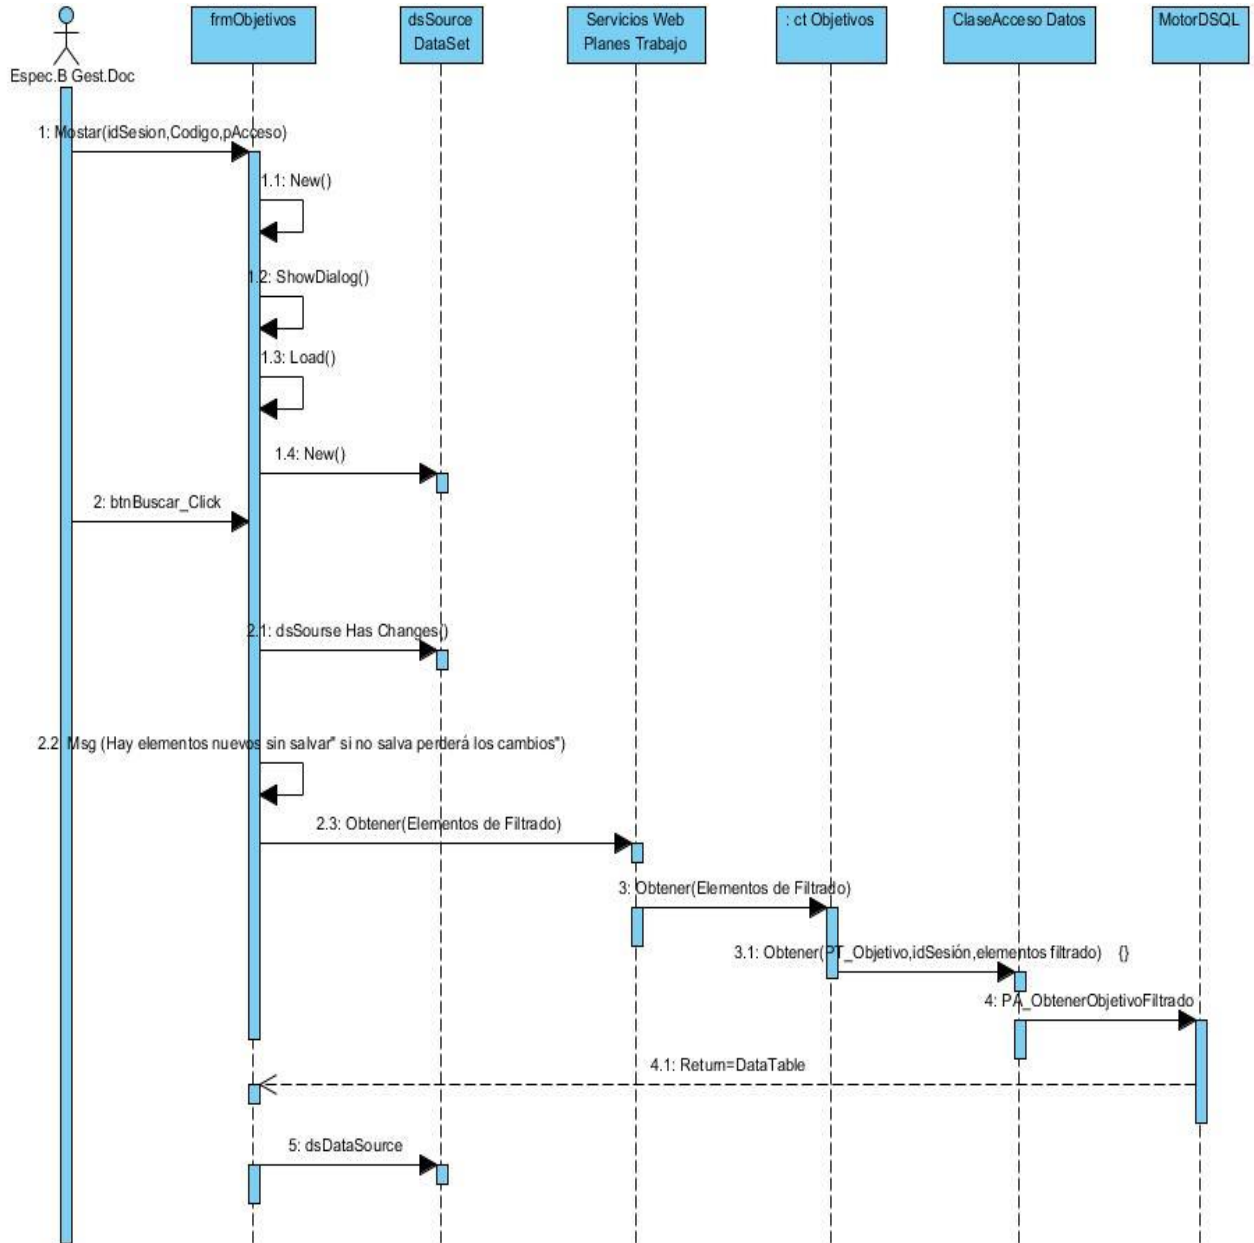 frmObjetivos
dsSource
DataSet
Servicios Web
Planes Trabajo
: ct Objetivos
ClaseAcceso Datos
MotorDSQL
Espec.B Gest.Doc
1: Mostar(idSesion,Codigo,pAcceso)
1.1: New()
1.2: ShowDialog()
1.3: Load()
1.4: New()
2: btnBuscar_Click
2.1: dsSourse Has Changes()
2.2: Msg (Hay elementos nuevos sin salvar" si no salva perderá los cambios")
2.3: Obtener(Elementos de Filtrado)
3: Obtener(Elementos de Filtrado)
3.1: Obtener(PT_Objetivo,idSesión,elementos filtrado) {}
4: PA_ObtenerObjetivoFiltrado
4.1: Return=DataTable
5: dsDataSource